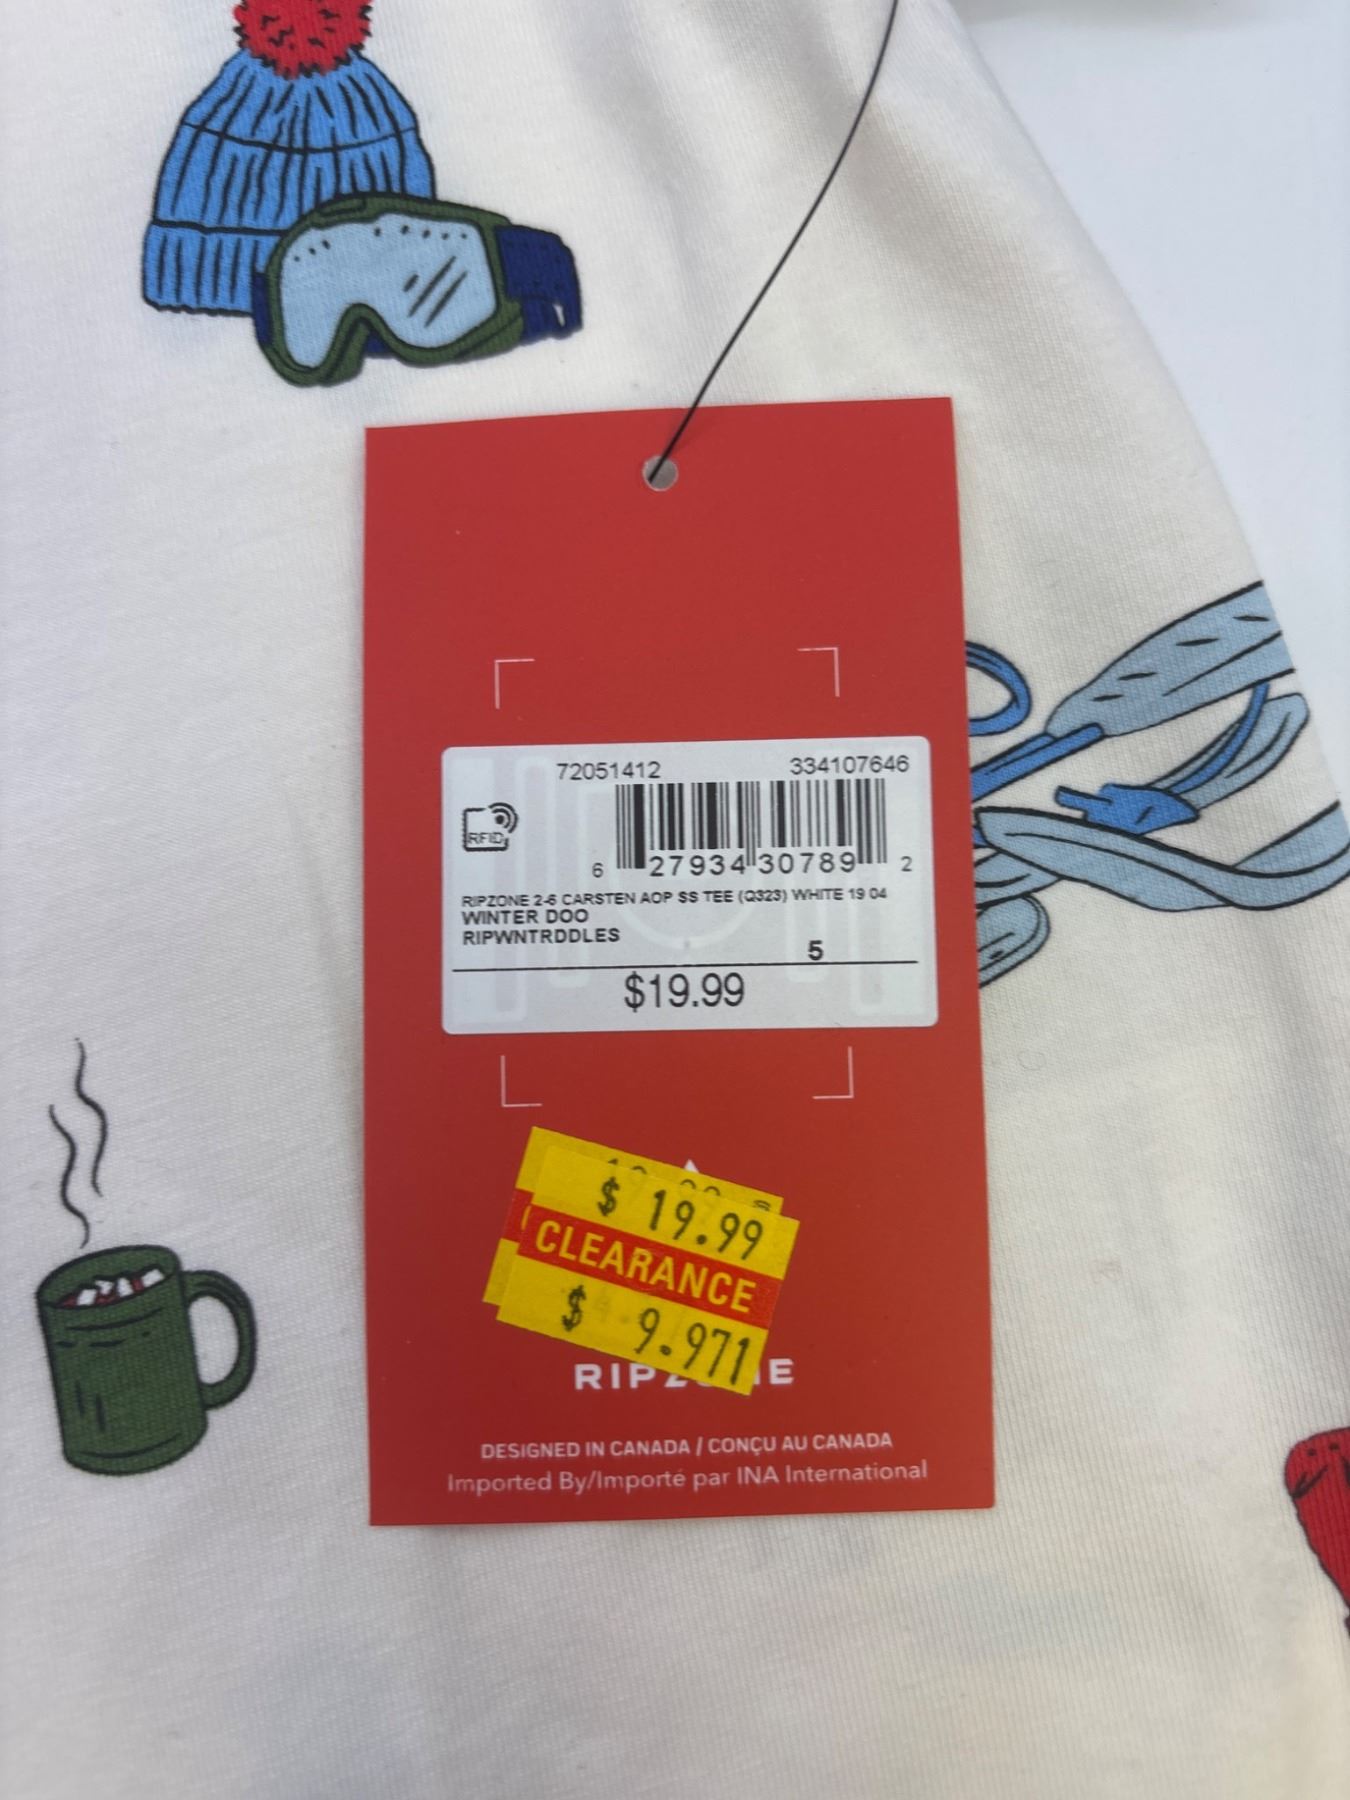 72051412 334107646
RFID
6 27934 30789 2
RIPZONE 2-6 CARSTEN AOP SS TEE (Q323) WHITE 19 04
WINTER DOO
RIPWNTRDDLES
5
$19.99
$ 19.99
CLEARANCE
$ 9.971
DESIGNED IN CANADA / CONÇU AU CANADA
Imported By/Importé par INA International